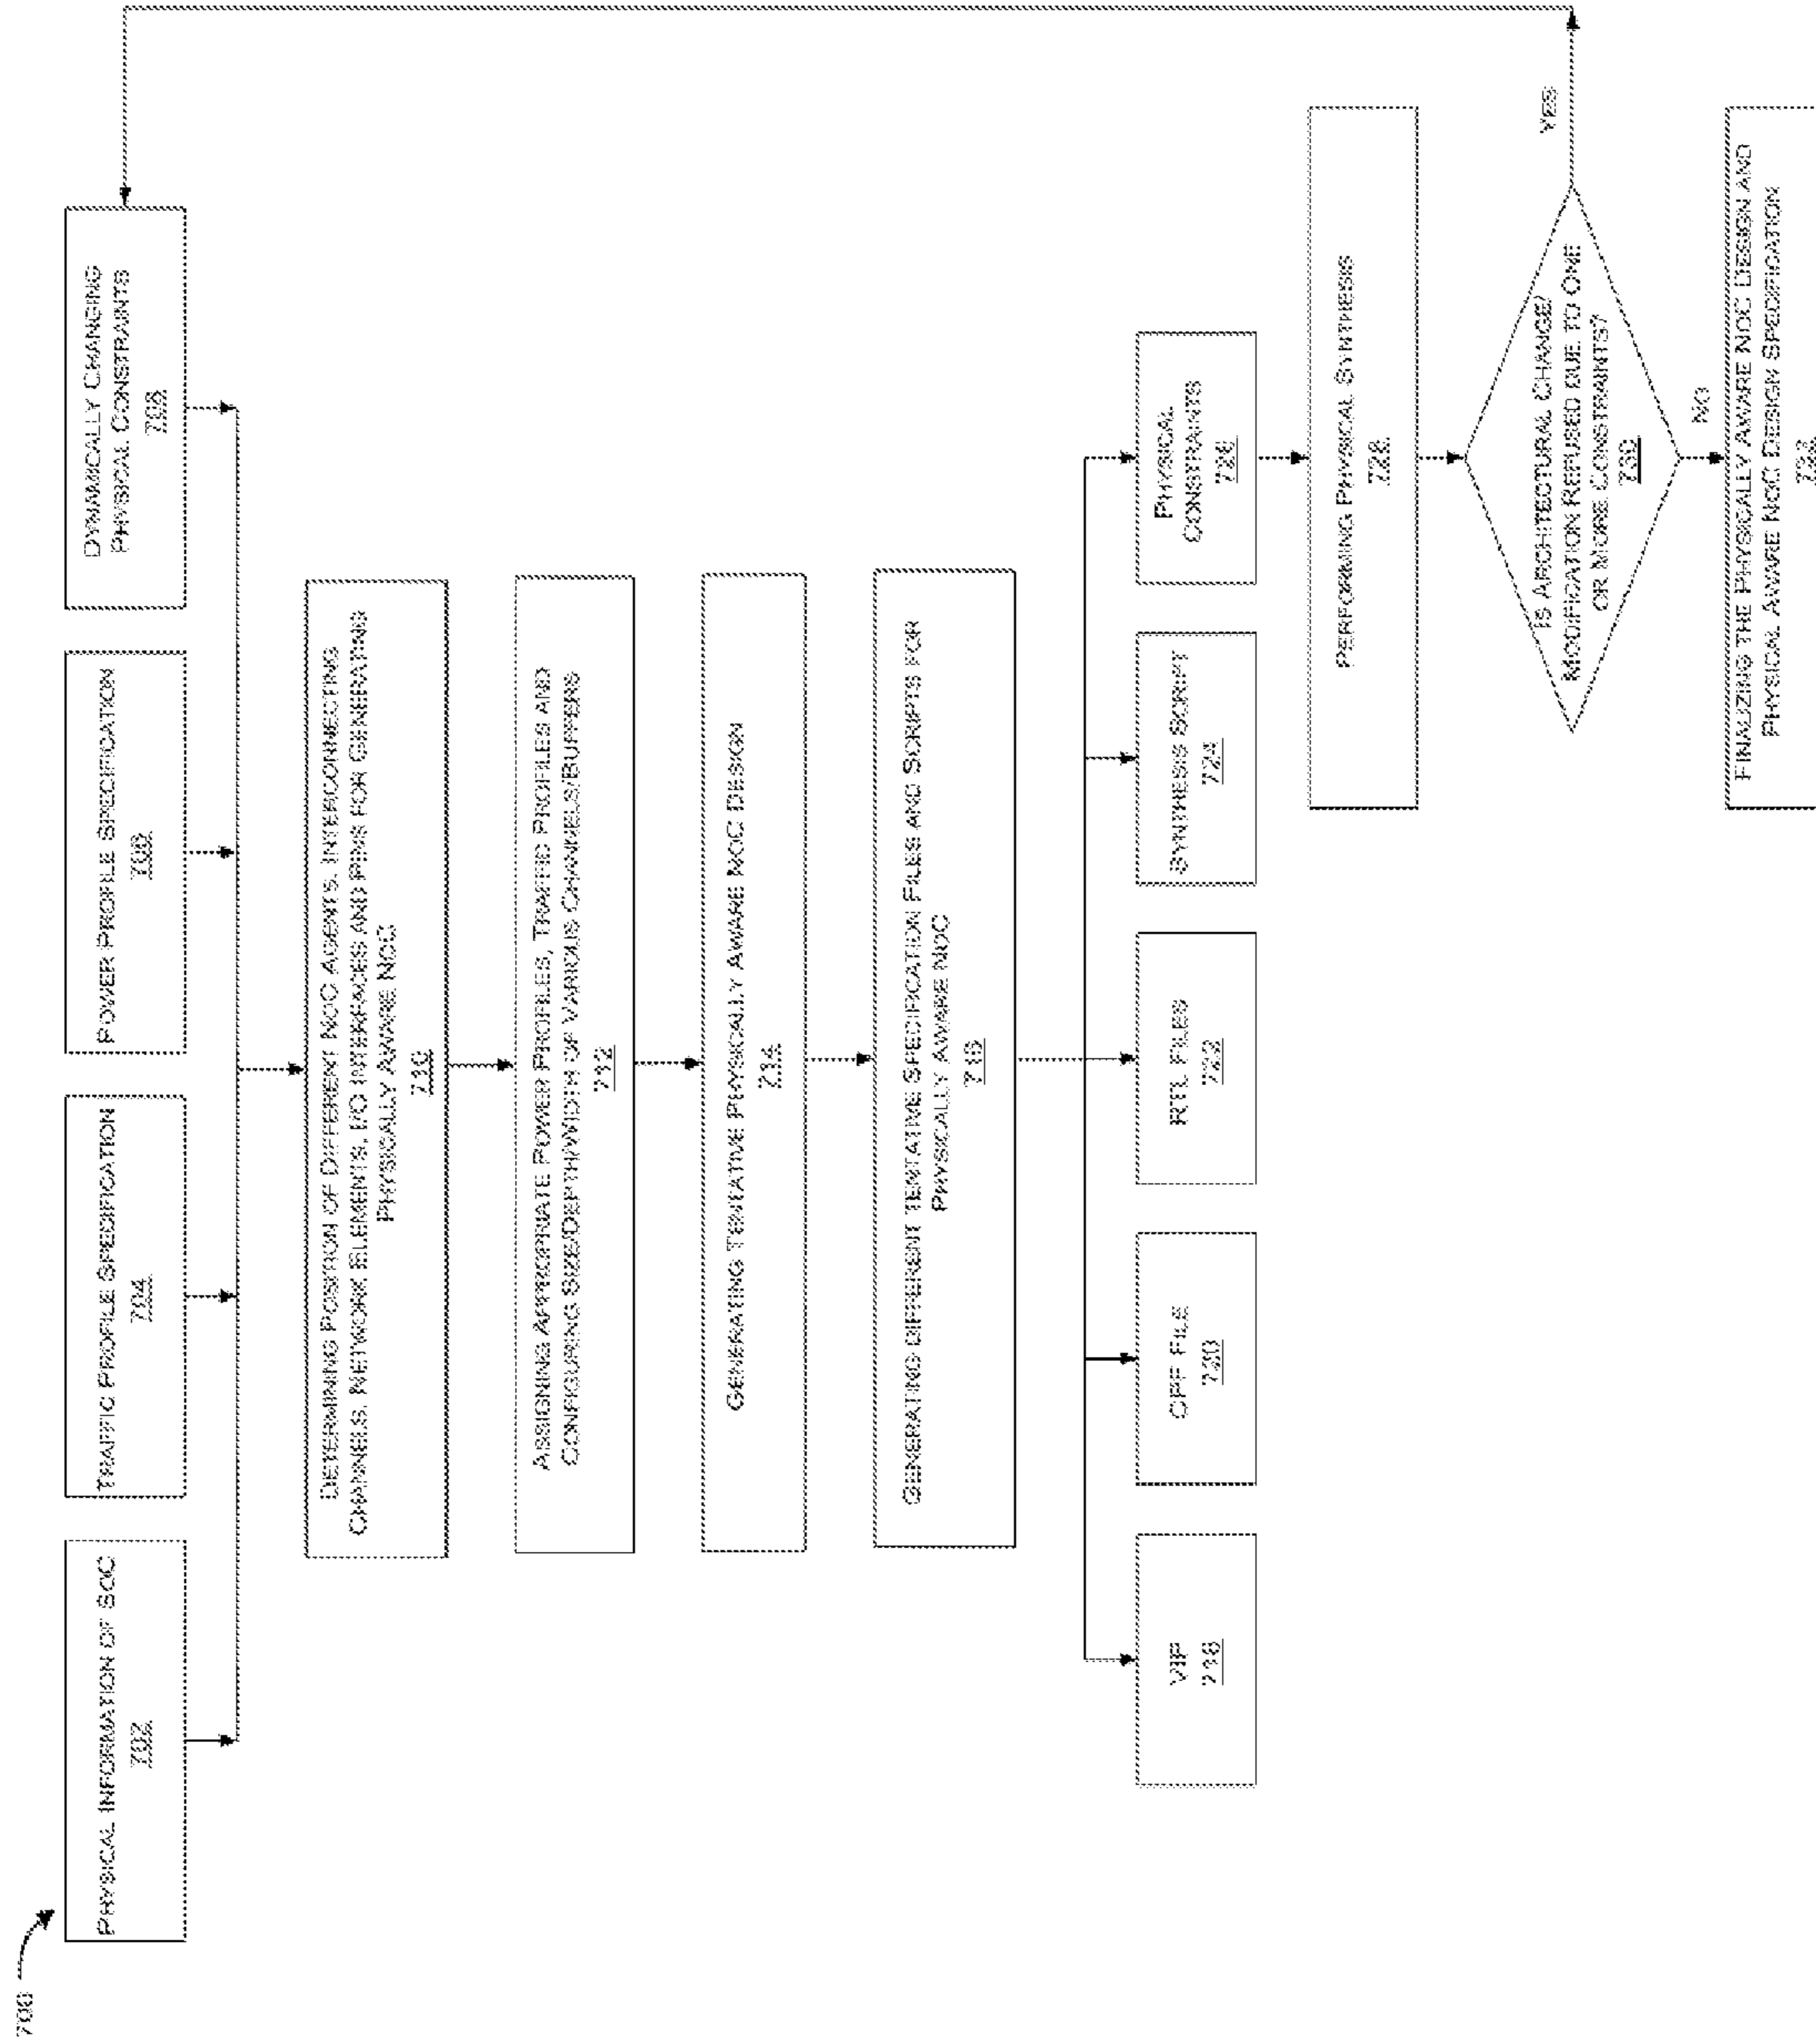 700
PHYSICAL INFORMATION OF SOC
702
TRAFFIC PROFILE SPECIFICATION
704
POWER PROFILE SPECIFICATION
706
DYNAMICALLY CHANGING
PHYSICAL CONSTRAINTS
708
DETERMINING POSITION OF DIFFERENT NOC AGENTS, INTERCONNECTING
CHANNELS, NETWORK ELEMENTS, I/O INTERFACES AND PINS FOR GENERATING
PHYSICALLY AWARE NOC
710
ASSIGNING APPROPRIATE POWER PROFILES, TRAFFIC PROFILES AND
CONFIGURING SIZE/DEPTH/WIDTH OF VARIOUS CHANNELS/BUFFERS
712
GENERATING TENTATIVE PHYSICALLY AWARE NOC DESIGN
714
GENERATING DIFFERENT TENTATIVE SPECIFICATION FILES AND SCRIPTS FOR
PHYSICALLY AWARE NOC
716
VIP
718
CPF FILE
720
RTL FILES
722
SYNTHESIS SCRIPT
724
PHYSICAL
CONSTRAINTS
726
PERFORMING PHYSICAL SYNTHESIS
728
IS ARCHITECTURAL CHANGE/
MODIFICATION REFUSED DUE TO ONE
OR MORE CONSTRAINTS?
730
YES
NO
FINALIZING THE PHYSICALLY AWARE NOC DESIGN AND
PHYSICAL AWARE NOC DESIGN SPECIFICATION
732